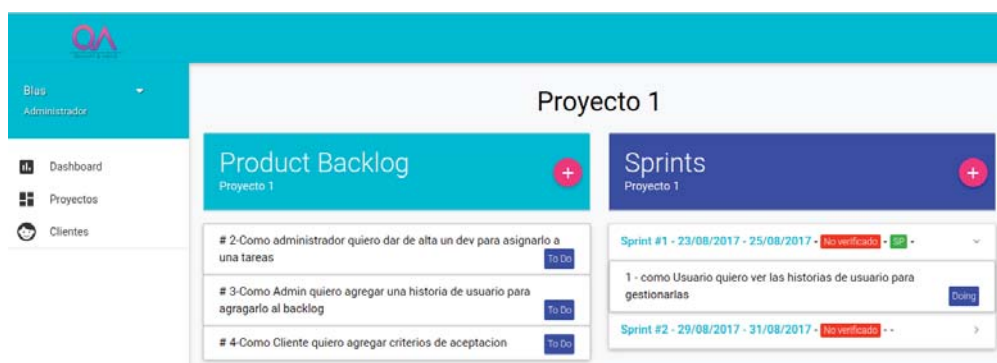 QA
Blas
Administrador
Dashboard
Proyectos
Clientes
Proyecto 1
Product Backlog
Proyecto 1
# 2-Como administrador quiero dar de alta un dev para asignarlo a
una tareas
To Do
# 3-Como Admin quiero agregar una historia de usuario para
agragarlo al backlog
To Do
# 4-Como Cliente quiero agregar criterios de aceptacion
To Do
Sprints
Proyecto 1
Sprint #1 - 23/08/2017 - 25/08/2017 - No verificado - SP -
1 - como Usuario quiero ver las historias de usuario para
gestionarlas
Doing
Sprint #2 - 29/08/2017 - 31/08/2017 - No verificado - -